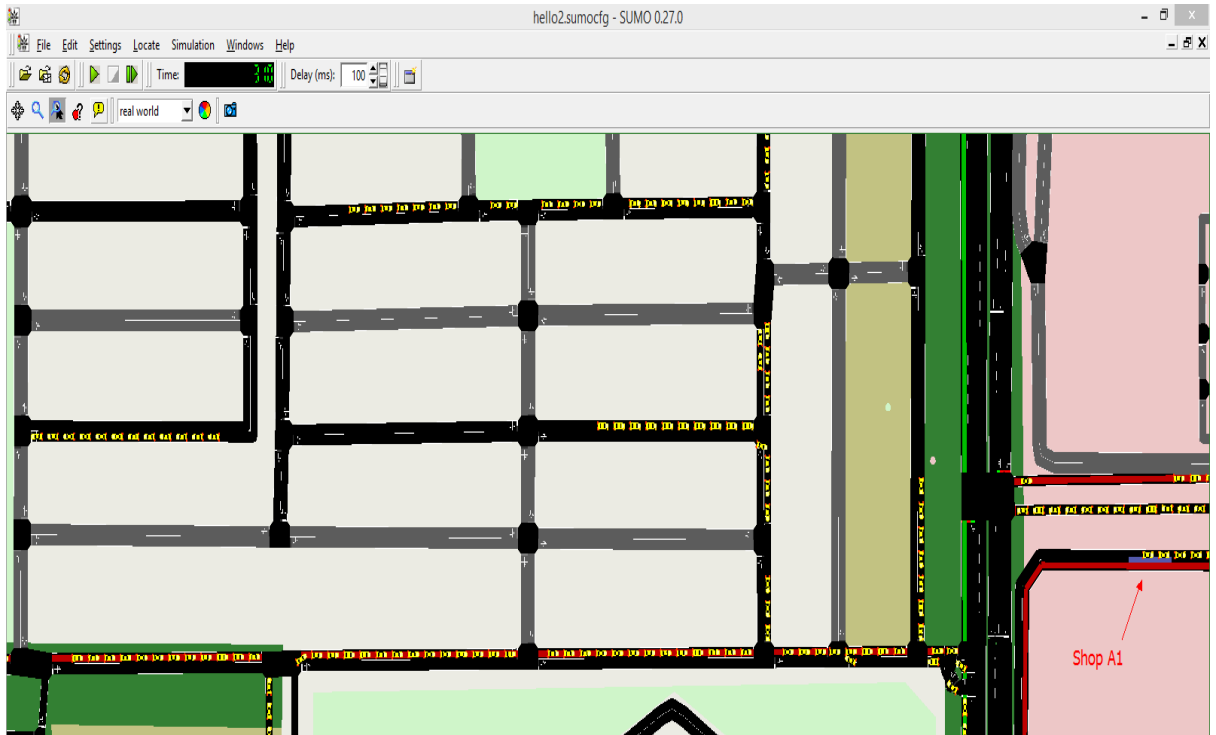 hello2.sumocfg - SUMO 0.27.0
File Edit Settings Locate Simulation Windows Help
Time: Delay (ms): 100
real world
Shop A1